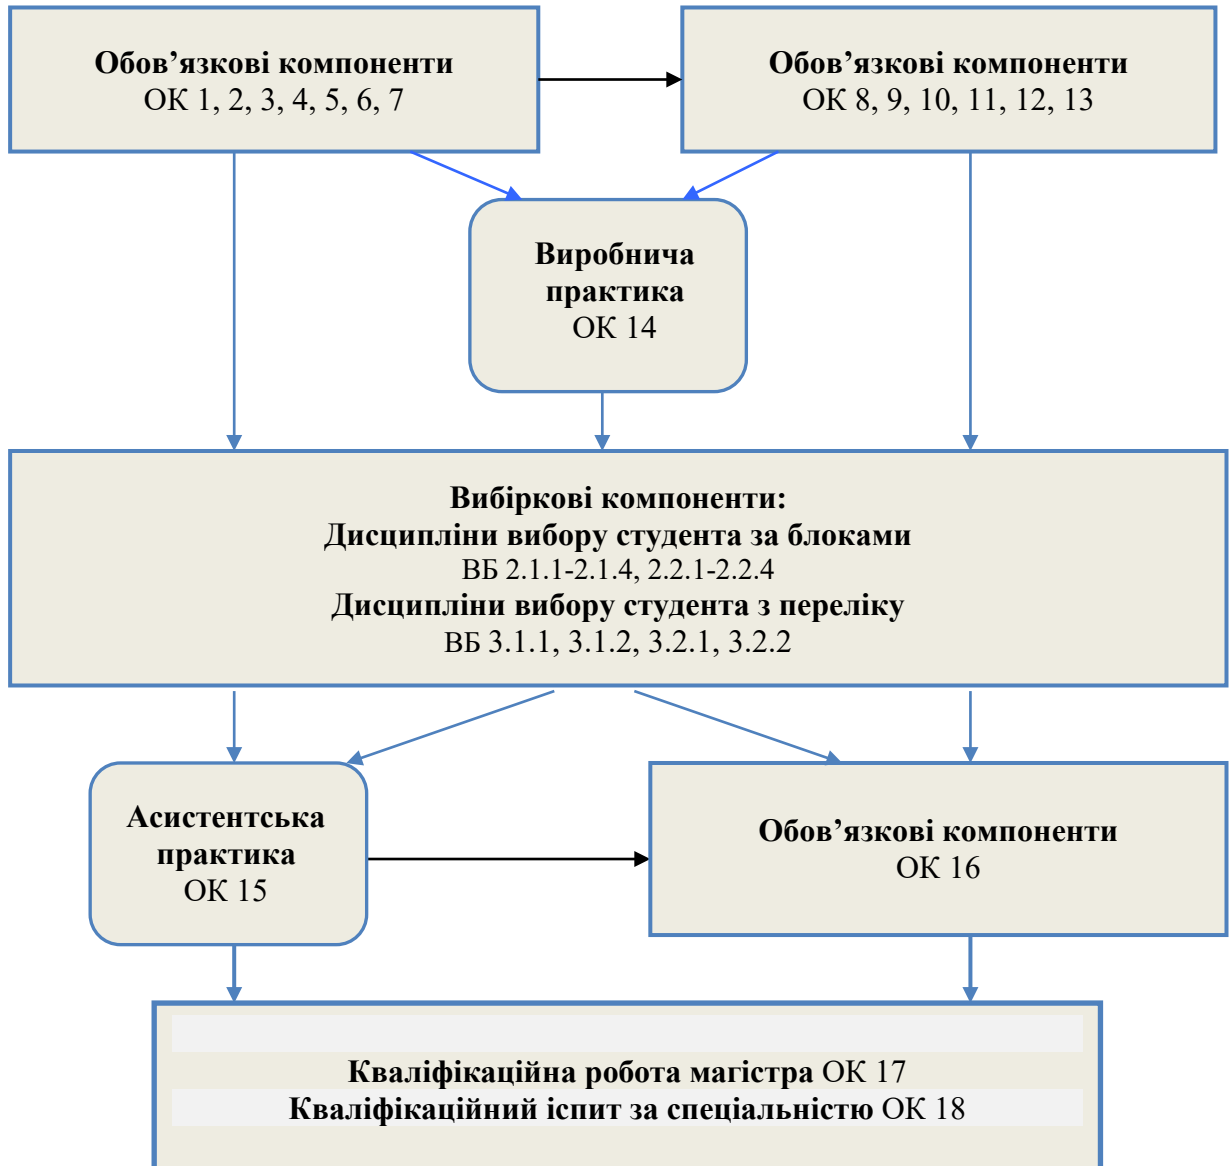 Обов’язкові компоненти
ОК 1, 2, 3, 4, 5, 6, 7
Обов’язкові компоненти
ОК 8, 9, 10, 11, 12, 13
Виробнича
практика
ОК 14
Вибіркові компоненти:
Дисципліни вибору студента за блоками
ВБ 2.1.1-2.1.4, 2.2.1-2.2.4
Дисципліни вибору студента з переліку
ВБ 3.1.1, 3.1.2, 3.2.1, 3.2.2
Асистентська
практика
ОК 15
Обов’язкові компоненти
ОК 16
Кваліфікаційна робота магістра ОК 17
Кваліфікаційний іспит за спеціальністю ОК 18